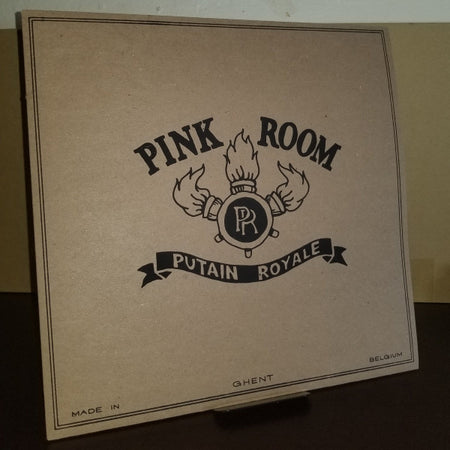 PINK ROOM
PR
PUTAIN ROYALE
MADE IN GHENT BELGIUM